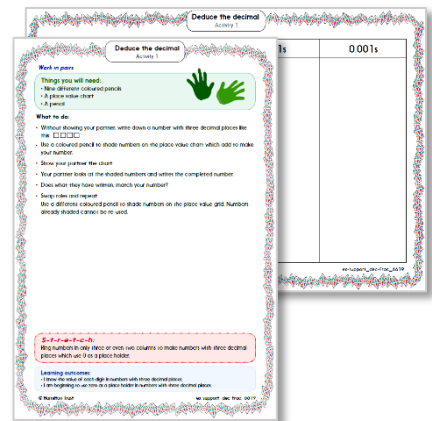 Deduce the decimal
Activity 1
1s
0.001s
Deduce the decimal
Activity 1
Work in pairs
Things you will need:
• Nine different coloured pencils
• A place value chart
• A pencil
What to do:
• Without showing your partner, write down a number with three decimal places like
this
• Use a coloured pencil to shade numbers on the place value chart which add to make
your number.
• Show your partner the chart.
• Your partner looks at the shaded numbers and writes the completed number.
• Does what they have written, match your number?
• Swap roles and repeat.
Use a different coloured pencil to shade numbers on the place value grid. Numbers
already shaded cannot be re used.
S-t-r-e-t-c-h:
Ring numbers in only three or even two columns to make numbers with three decimal
places which use 0 as a place holder.
Learning outcomes:
• I know the value of each digit in numbers with three decimal places.
• I am beginning to use zero as a place holder in numbers with three decimal places.
© Hamilton Trust